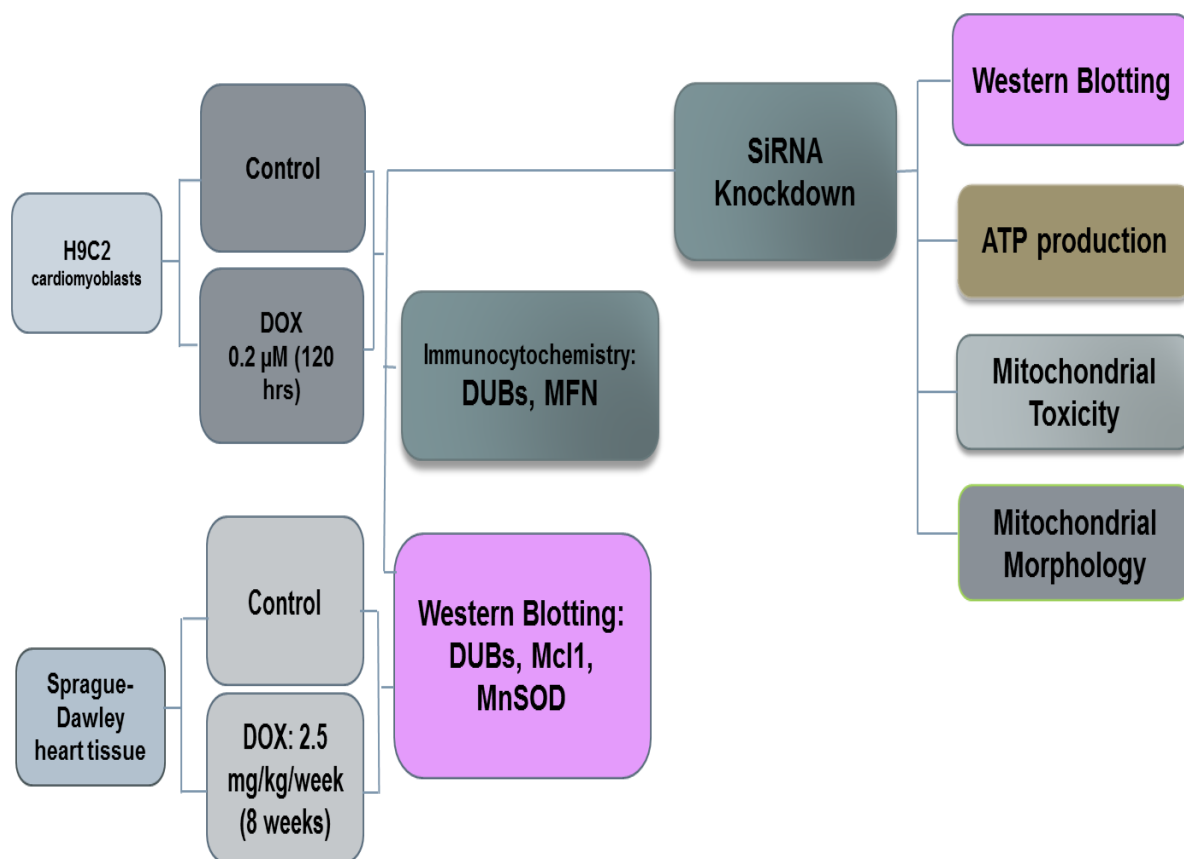 H9C2
cardiomyoblasts
Control
DOX
0.2 µM (120
hrs)
Immunocytochemistry:
DUBs, MFN
SiRNA
Knockdown
Western Blotting
ATP production
Mitochondrial
Toxicity
Mitochondrial
Morphology
Sprague-
Dawley
heart tissue
Control
DOX: 2.5
mg/kg/week
(8 weeks)
Western Blotting:
DUBs, Mcl1,
MnSOD